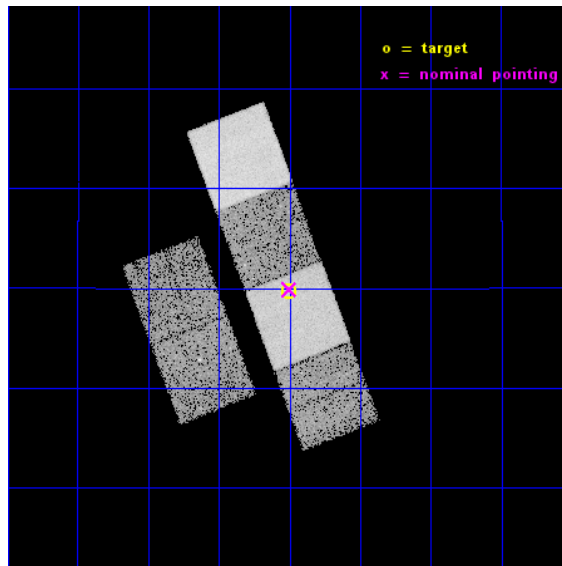 o = target
x = nominal pointing